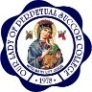 OUR LADY OF PERPETUAL SUCCOR COLLEGE
• 1978 •